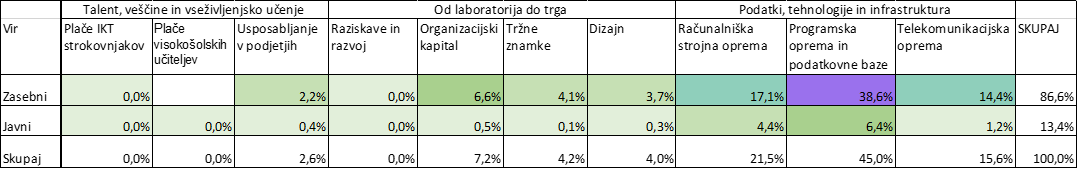 Talent, veščine in vseživljenjsko učenje Od laboratorija do trga Podatki, tehnologije in infrastruktura
Vir Plače IKT strokovnjakov Plače visokošolskih učiteljev Usposabljanje v podjetjih Raziskave in razvoj Organizacijski kapital Tržne znamke Dizajn Računalniška strojna oprema Programska oprema in podatkovne baze Telekomunikacijska oprema SKUPAJ
Zasebni 0,0% 2,2% 0,0% 6,6% 4,1% 3,7% 17,1% 38,6% 14,4% 86,6%
Javni 0,0% 0,0% 0,4% 0,0% 0,5% 0,1% 0,3% 4,4% 6,4% 1,2% 13,4%
Skupaj 0,0% 0,0% 2,6% 0,0% 7,2% 4,2% 4,0% 21,5% 45,0% 15,6% 100,0%